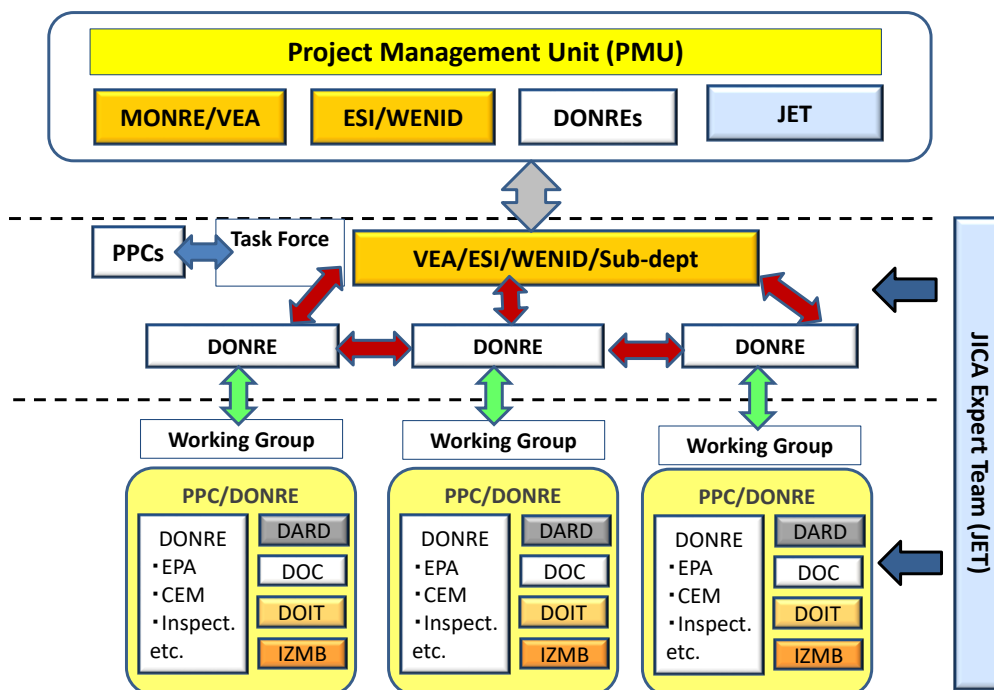 Project Management Unit (PMU)
MONRE/VEA
ESI/WENID
DONREs
JET
PPCs
Task Force
VEA/ESI/WENID/Sub-dept
DONRE
DONRE
DONRE
Working Group
Working Group
Working Group
PPC/DONRE
DONRE
・EPA
・CEM
・Inspect.
etc.
DARD
DOC
DOIT
IZMB
PPC/DONRE
DONRE
・EPA
・CEM
・Inspect.
etc.
DARD
DOC
DOIT
IZMB
PPC/DONRE
DONRE
・EPA
・CEM
・Inspect.
etc.
DARD
DOC
DOIT
IZMB
JICA Expert Team (JET)